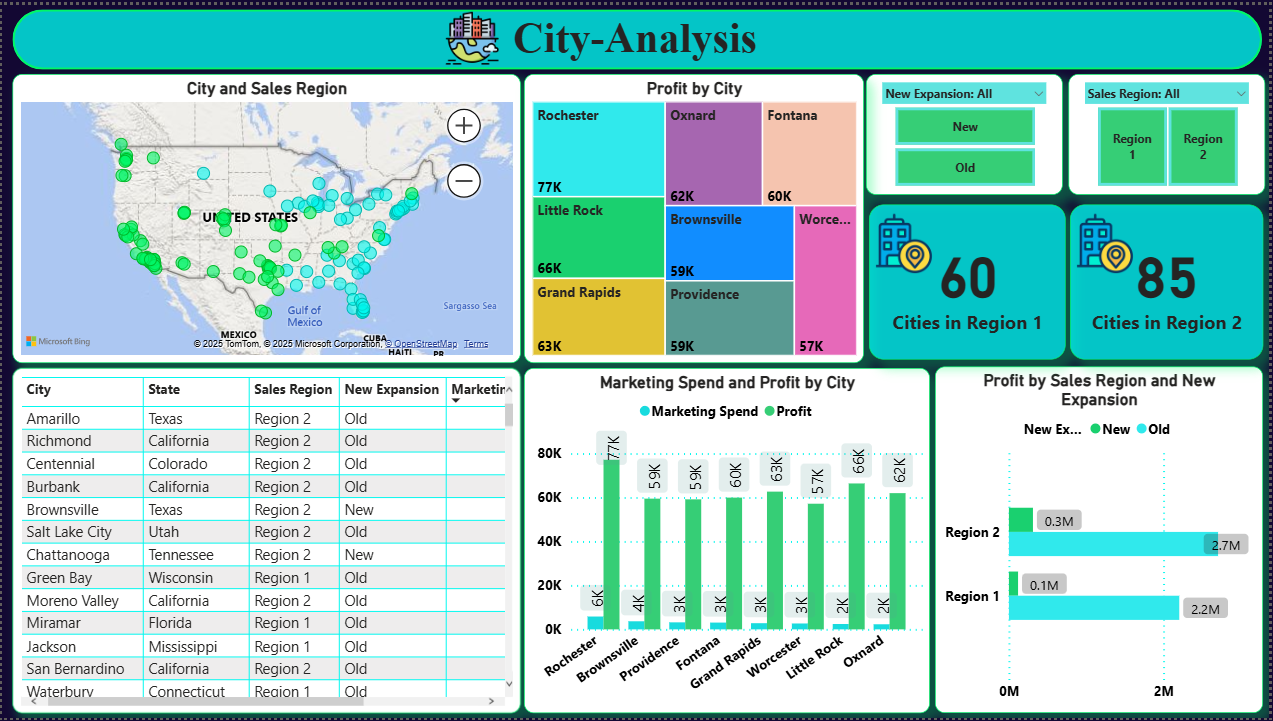 City-Analysis
City and Sales Region
UNITED STATES
Gulf of
Mexico
Sargasso Sea
MEXICO
CUBA
HAITI
PR
Microsoft Bing
© 2025 TomTom, © 2025 Microsoft Corporation, © OpenStreetMap Terms
Profit by City
Rochester
77K
Little Rock
66K
Grand Rapids
63K
Oxnard
62K
Fontana
60K
Brownsville
59K
Providence
59K
Worce...
57K
New Expansion: All
New
Old
Sales Region: All
Region
1
Region
2
60
Cities in Region 1
85
Cities in Region 2
City State Sales Region New Expansion Marketin
Amarillo Texas Region 2 Old
Richmond California Region 2 Old
Centennial Colorado Region 2 Old
Burbank California Region 2 Old
Brownsville Texas Region 2 New
Salt Lake City Utah Region 2 Old
Chattanooga Tennessee Region 2 New
Green Bay Wisconsin Region 1 Old
Moreno Valley California Region 2 Old
Miramar Florida Region 1 Old
Jackson Mississippi Region 1 Old
San Bernardino California Region 2 Old
Waterbury Connecticut Region 1 Old
Marketing Spend and Profit by City
Marketing Spend Profit
80K
60K
40K
20K
0K
77K
59K
59K
60K
63K
57K
66K
62K
6K
4K
3K
3K
3K
3K
2K
2K
Rochester
Brownsville
Providence
Fontana
Grand Rapids
Worcester
Little Rock
Oxnard
Profit by Sales Region and New
Expansion
New Ex... New Old
Region 2
0.3M
2.7M
Region 1
0.1M
2.2M
0M 2M